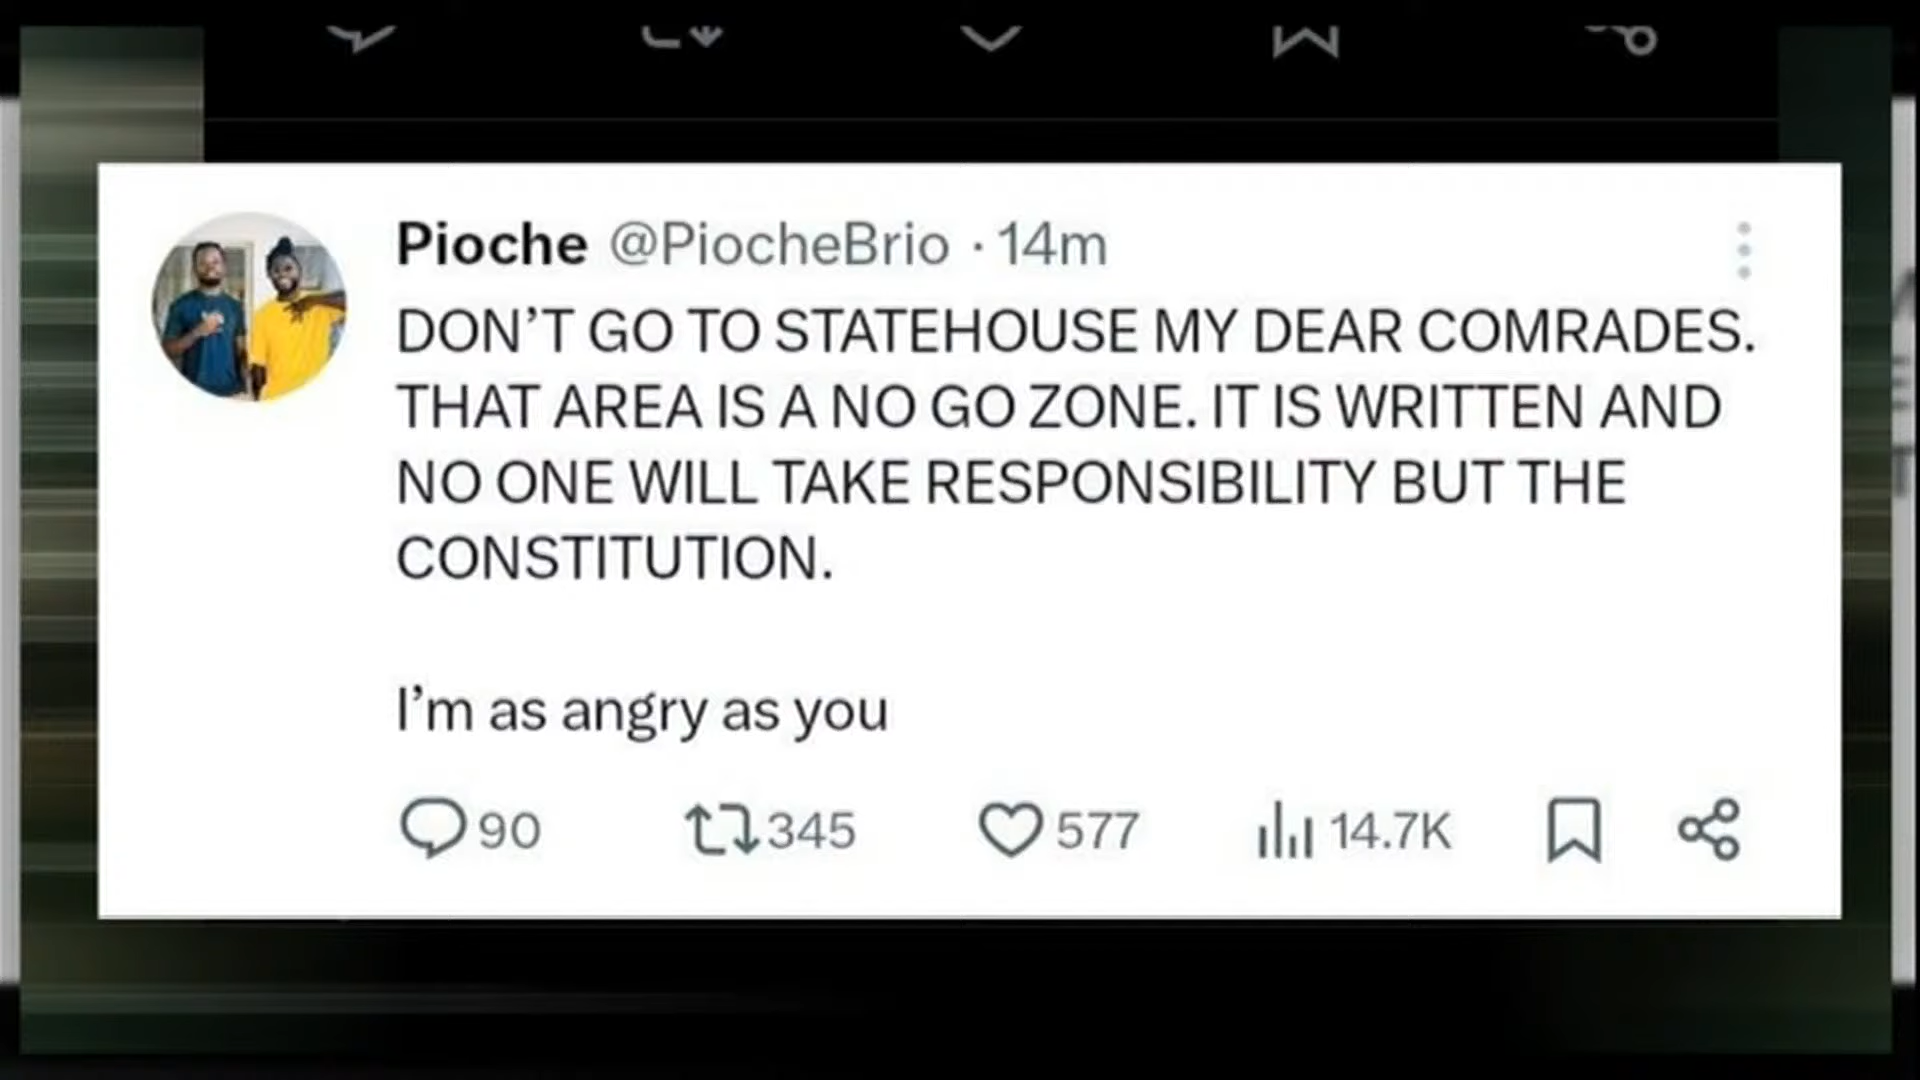 Pioche @PiocheBrio · 14m
DON’T GO TO STATEHOUSE MY DEAR COMRADES.
THAT AREA IS A NO GO ZONE. IT IS WRITTEN AND
NO ONE WILL TAKE RESPONSIBILITY BUT THE
CONSTITUTION.
I’m as angry as you
90 345 577 14.7K